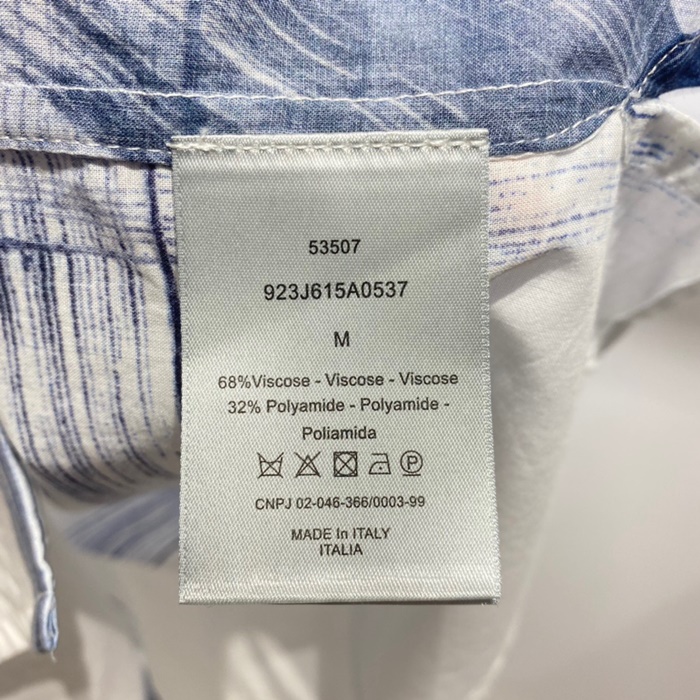 53507
923J615A0537
M
68%Viscose - Viscose - Viscose
32% Polyamide - Polyamide -
Poliamida
P
CNPJ 02-046-366/0003-99
MADE In ITALY
ITALIA